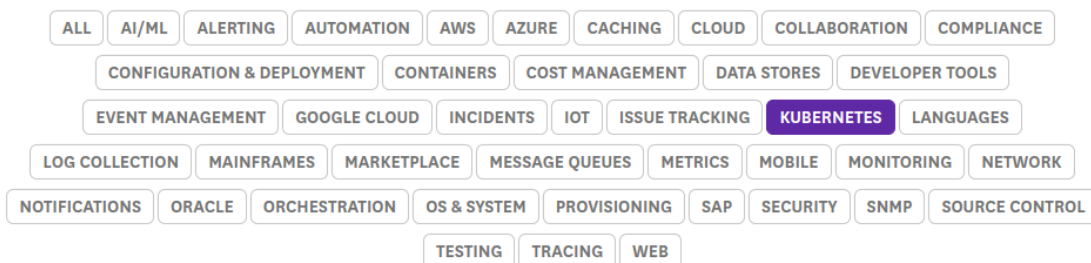 ALL AI/ML ALERTING AUTOMATION AWS AZURE CACHING CLOUD COLLABORATION COMPLIANCE
CONFIGURATION & DEPLOYMENT CONTAINERS COST MANAGEMENT DATA STORES DEVELOPER TOOLS
EVENT MANAGEMENT GOOGLE CLOUD INCIDENTS IOT ISSUE TRACKING KUBERNETES LANGUAGES
LOG COLLECTION MAINFRAMES MARKETPLACE MESSAGE QUEUES METRICS MOBILE MONITORING NETWORK
NOTIFICATIONS ORACLE ORCHESTRATION OS & SYSTEM PROVISIONING SAP SECURITY SNMP SOURCE CONTROL
TESTING TRACING WEB